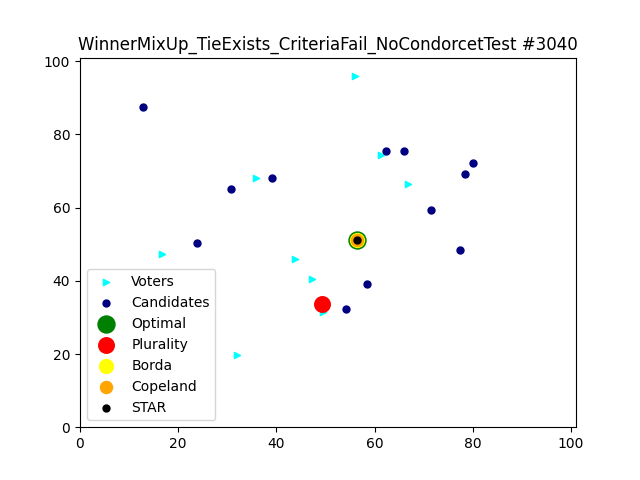 WinnerMixUp_TieExists_CriteriaFail_NoCondorcetTest #3040
100
80
60
40
20
0
Voters
Candidates
Optimal
Plurality
Borda
Copeland
STAR
0 20 40 60 80 100